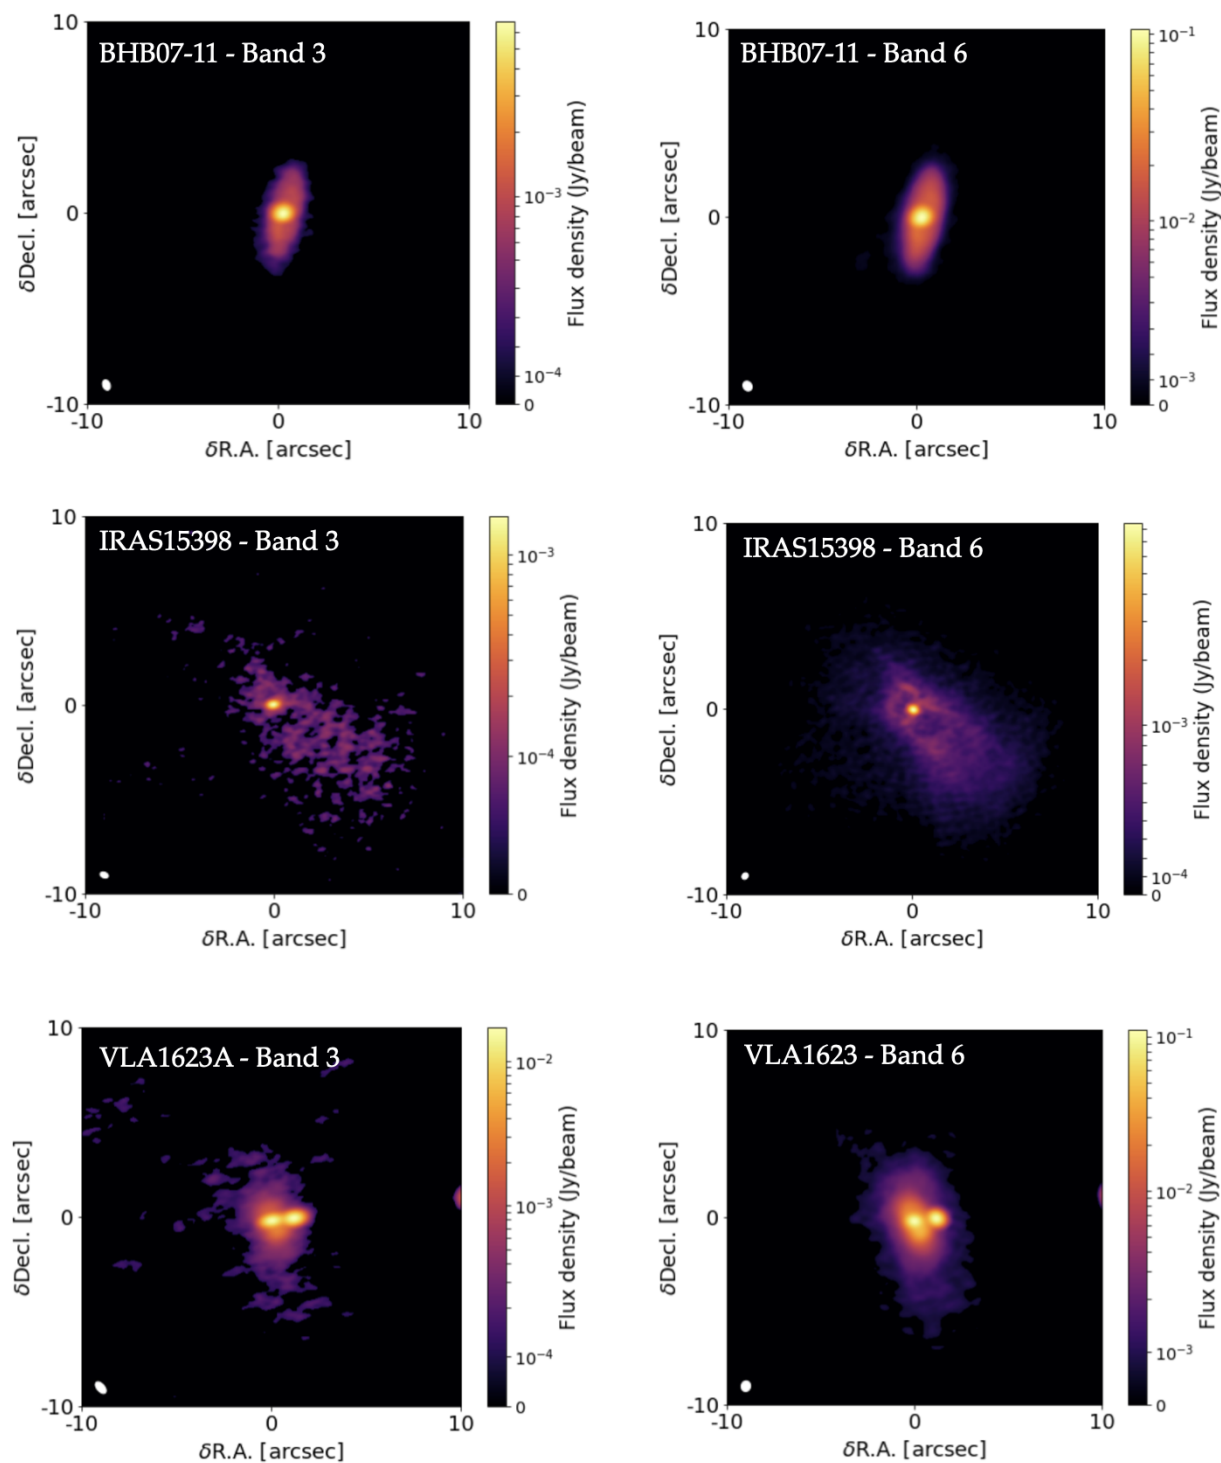 BHB07-11 - Band 3
10
0
-10
-10
0
10
δDecl. [arcsec]
δR.A. [arcsec]
10⁻³
10⁻⁴
0
Flux density (Jy/beam)
BHB07-11 - Band 6
10
0
-10
-10
0
10
δDecl. [arcsec]
δR.A. [arcsec]
10⁻¹
10⁻²
10⁻³
0
Flux density (Jy/beam)
IRAS15398 - Band 3
10
0
-10
-10
0
10
δDecl. [arcsec]
δR.A. [arcsec]
10⁻³
10⁻⁴
0
Flux density (Jy/beam)
IRAS15398 - Band 6
10
0
-10
-10
0
10
δDecl. [arcsec]
δR.A. [arcsec]
10⁻³
10⁻⁴
0
Flux density (Jy/beam)
VLA1623A - Band 3
10
0
-10
-10
0
10
δDecl. [arcsec]
δR.A. [arcsec]
10⁻²
10⁻³
10⁻⁴
0
Flux density (Jy/beam)
VLA1623 - Band 6
10
0
-10
-10
0
10
δDecl. [arcsec]
δR.A. [arcsec]
10⁻¹
10⁻²
10⁻³
0
Flux density (Jy/beam)